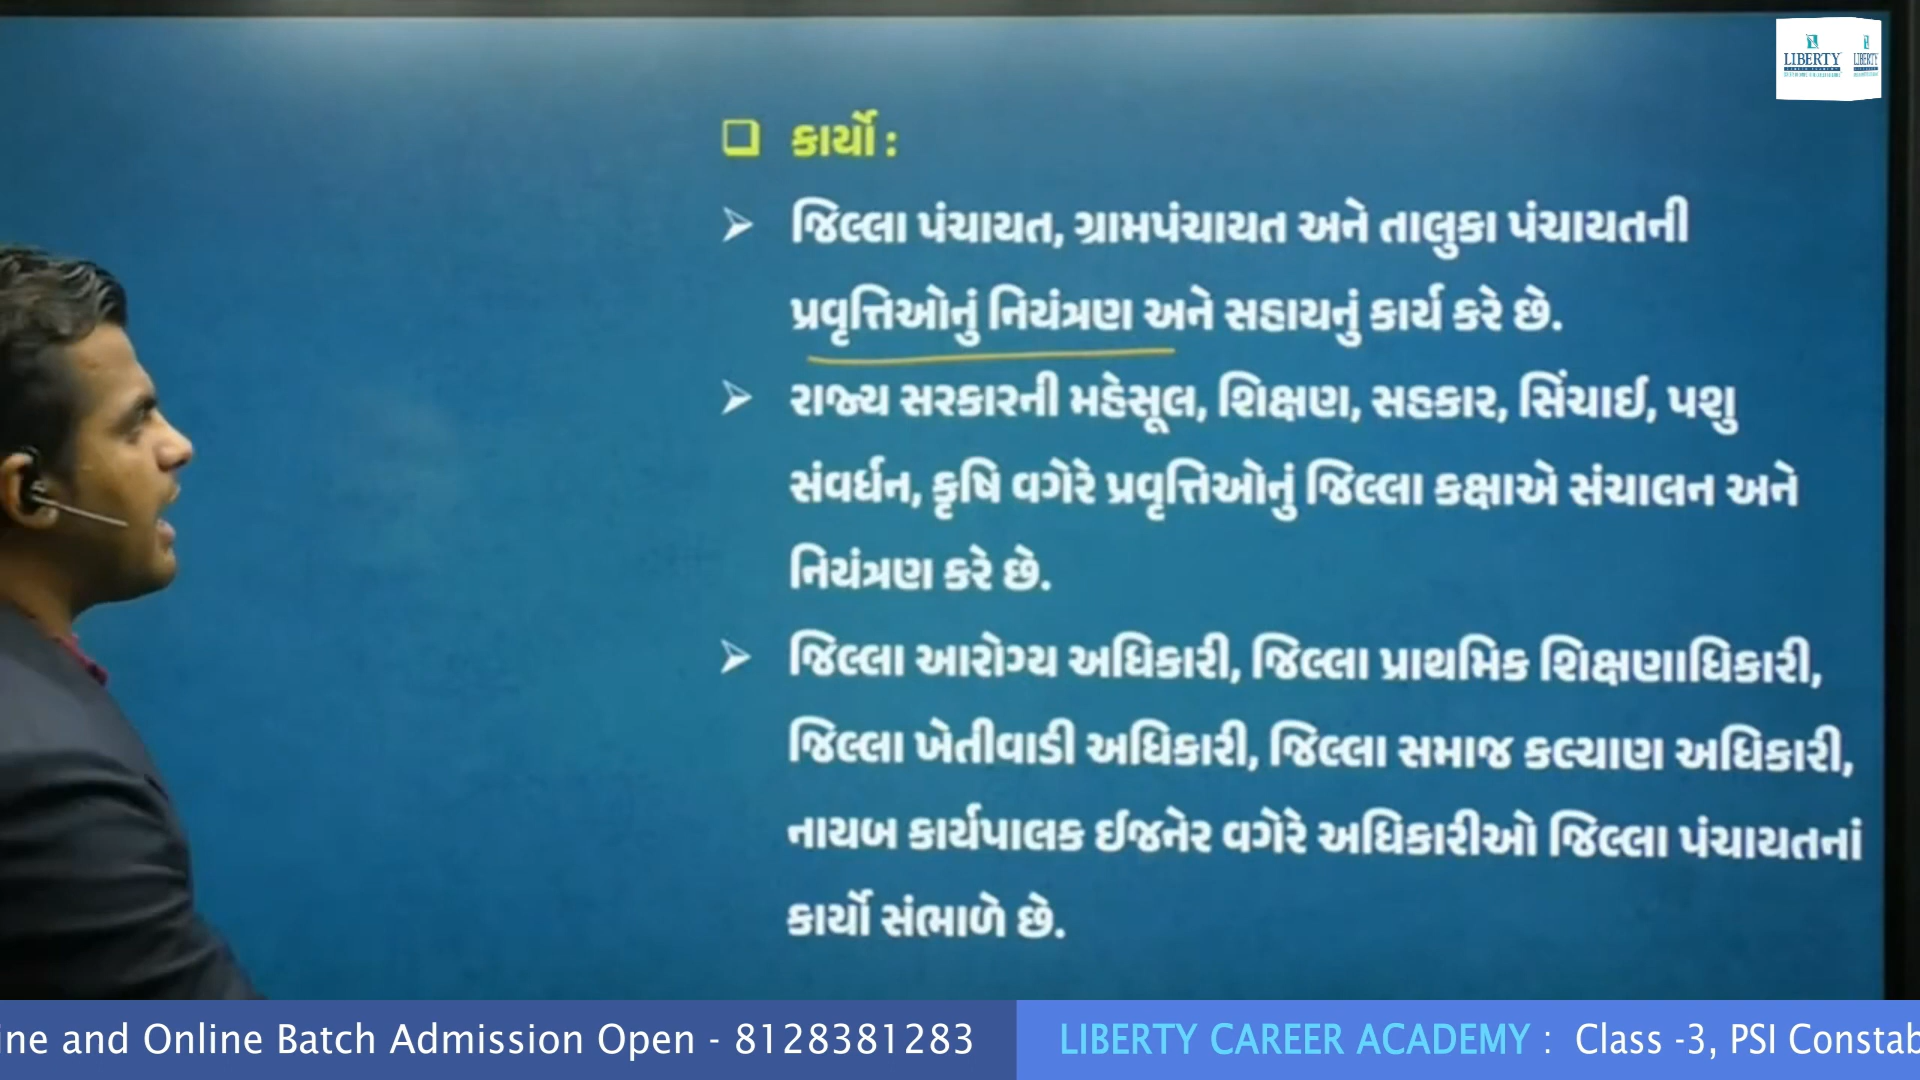 LIBERTY LIBERTY
❑ કાર્યો :
➢ જિલ્લા પંચાયત, ગ્રામપંચાયત અને તાલુકા પંચાયતની
પ્રવૃત્તિઓનું નિયંત્રણ અને સહાયનું કાર્ય કરે છે.
➢ રાજ્ય સરકારની મહેસૂલ, શિક્ષણ, સહકાર, સિંચાઈ, પશુ
સંવર્ધન, કૃષિ વગેરે પ્રવૃત્તિઓનું જિલ્લા કક્ષાએ સંચાલન અને
નિયંત્રણ કરે છે.
➢ જિલ્લા આરોગ્ય અધિકારી, જિલ્લા પ્રાથમિક શિક્ષણાધિકારી,
જિલ્લા ખેતીવાડી અધિકારી, જિલ્લા સમાજ કલ્યાણ અધિકારી,
નાયબ કાર્યપાલક ઈજનેર વગેરે અધિકારીઓ જિલ્લા પંચાયતનાં
કાર્યો સંભાળે છે.
ine and Online Batch Admission Open - 8128381283 LIBERTY CAREER ACADEMY : Class -3, PSI Constab